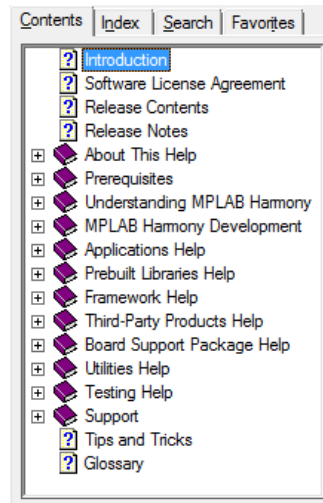 Contents Index Search Favorites
Introduction
Software License Agreement
Release Contents
Release Notes
About This Help
Prerequisites
Understanding MPLAB Harmony
MPLAB Harmony Development
Applications Help
Prebuilt Libraries Help
Framework Help
Third-Party Products Help
Board Support Package Help
Utilities Help
Testing Help
Support
Tips and Tricks
Glossary